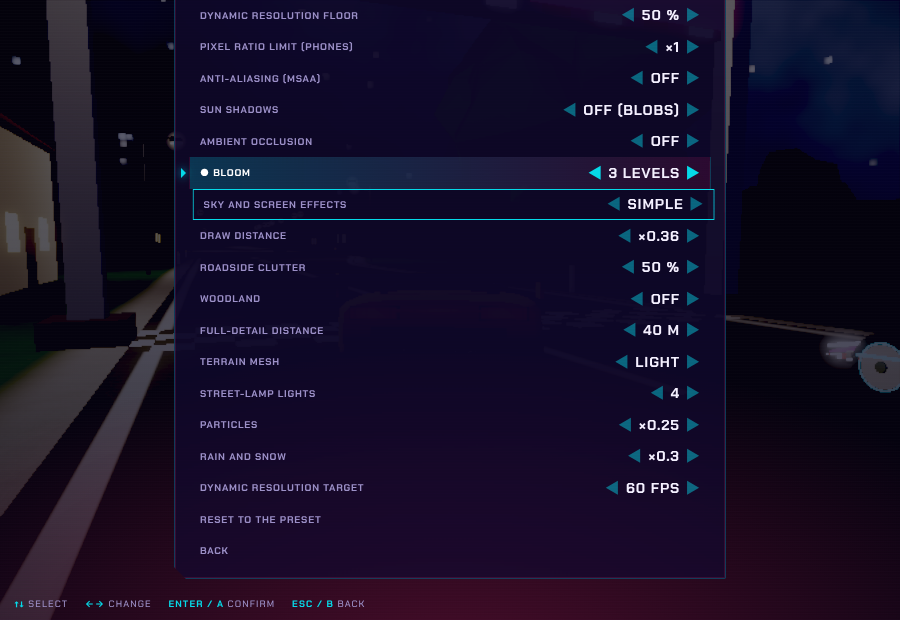 DYNAMIC RESOLUTION FLOOR 50 %
PIXEL RATIO LIMIT (PHONES) ×1
ANTI-ALIASING (MSAA) OFF
SUN SHADOWS OFF (BLOBS)
AMBIENT OCCLUSION OFF
BLOOM 3 LEVELS
SKY AND SCREEN EFFECTS SIMPLE
DRAW DISTANCE ×0.36
ROADSIDE CLUTTER 50 %
WOODLAND OFF
FULL-DETAIL DISTANCE 40 M
TERRAIN MESH LIGHT
STREET-LAMP LIGHTS 4
PARTICLES ×0.25
RAIN AND SNOW ×0.3
DYNAMIC RESOLUTION TARGET 60 FPS
RESET TO THE PRESET
BACK
↑↓ SELECT ←→ CHANGE ENTER / A CONFIRM ESC / B BACK